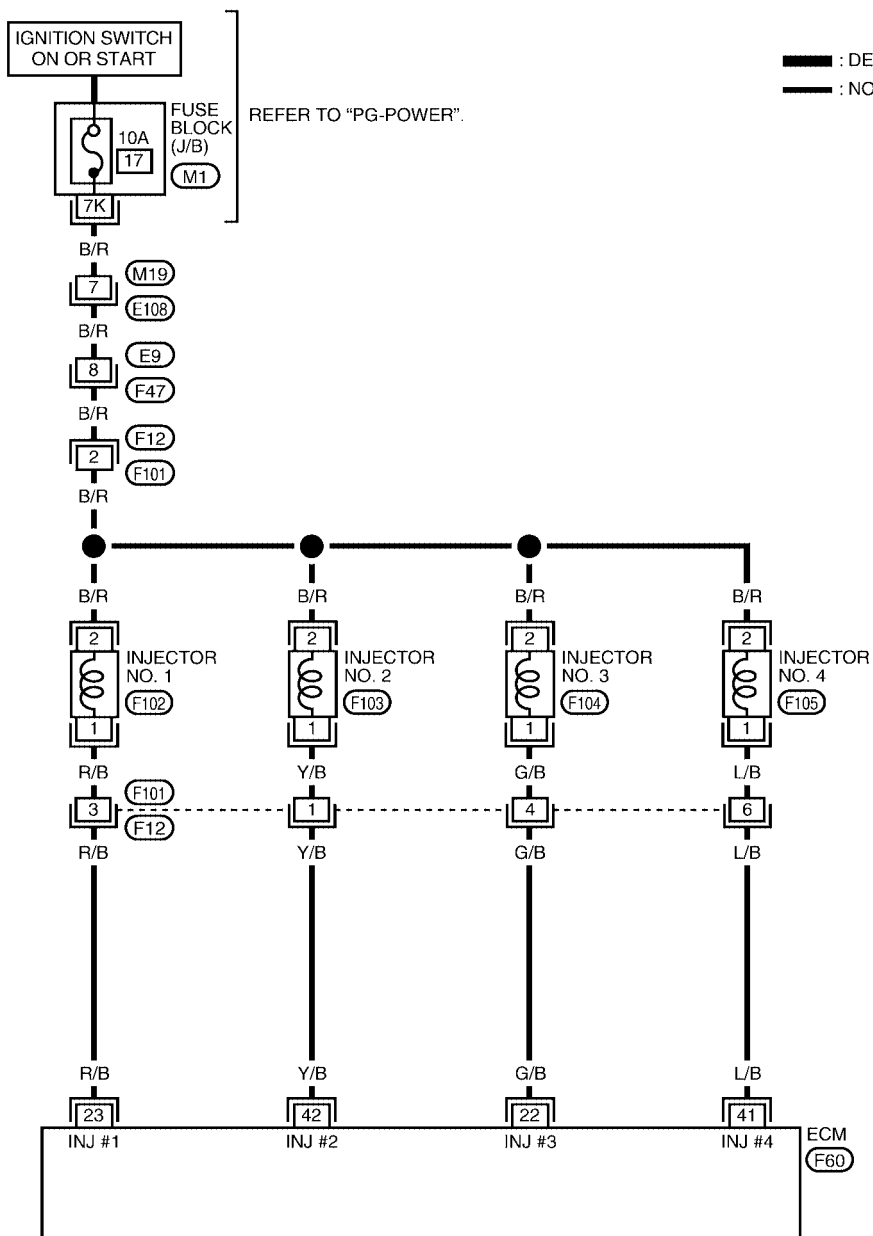 IGNITION SWITCH
ON OR START
: DE
: NO
FUSE
BLOCK
(J/B)
REFER TO “PG-POWER”.
10A
17
M1
7K
B/R
M19
7
E108
B/R
E9
8
F47
B/R
F12
2
F101
B/R
B/R B/R B/R B/R
2 2 2 2
INJECTOR
NO. 1
F102
INJECTOR
NO. 2
F103
INJECTOR
NO. 3
F104
INJECTOR
NO. 4
F105
1 1 1 1
R/B Y/B G/B L/B
F101
3 1 4 6
F12
R/B Y/B G/B L/B
R/B Y/B G/B L/B
23 42 22 41
INJ #1 INJ #2 INJ #3 INJ #4
ECM
F60